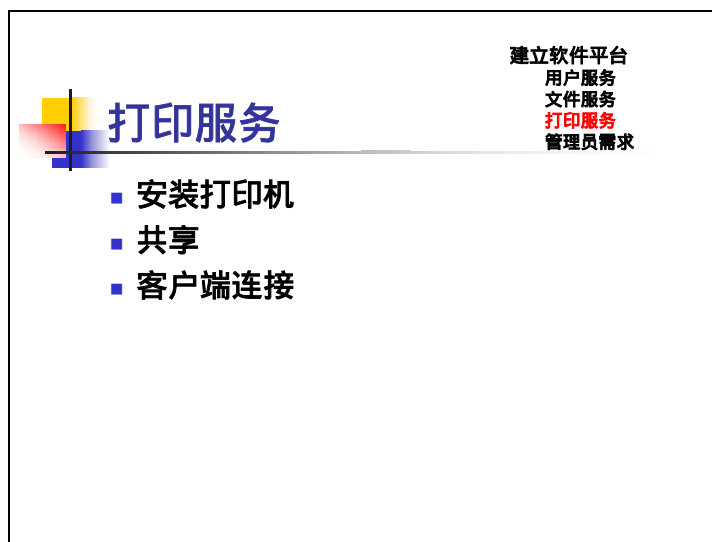 建立软件平台
用户服务
文件服务
打印服务
管理员需求
打印服务
安装打印机
共享
客户端连接